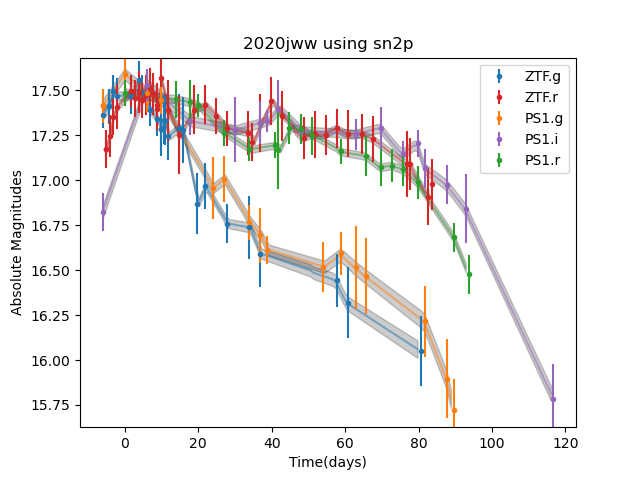 2020jww using sn2p
17.50
17.25
17.00
16.75
16.50
16.25
16.00
15.75
Absolute Magnitudes
ZTF.g
ZTF.r
PS1.g
PS1.i
PS1.r
0 20 40 60 80 100 120
Time(days)